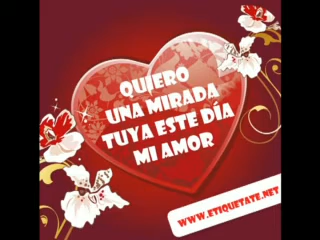 QUIERO
UNA MIRADA
TUYA ESTE DÍA
MI AMOR
WWW.ETIQUETATE.NET